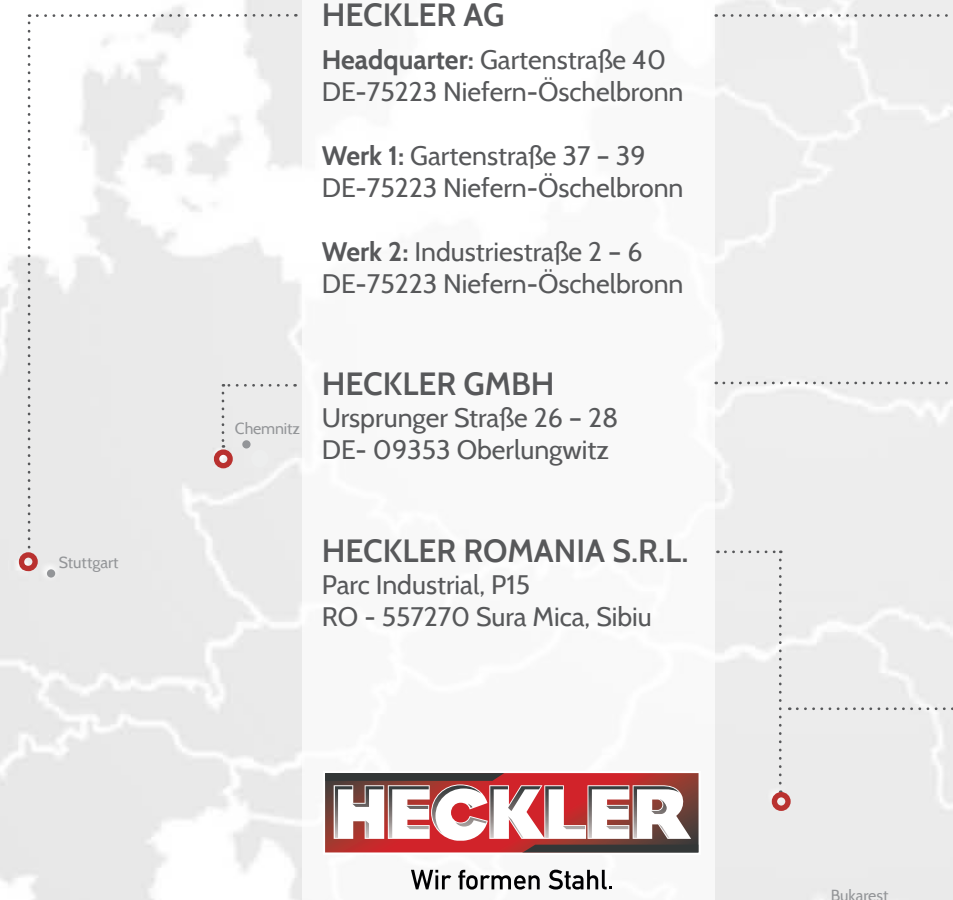 HECKLER AG
Headquarter: Gartenstraße 40
DE-75223 Niefern-Öschelbronn
Werk 1: Gartenstraße 37 – 39
DE-75223 Niefern-Öschelbronn
Werk 2: Industriestraße 2 – 6
DE-75223 Niefern-Öschelbronn
HECKLER GMBH
Ursprunger Straße 26 – 28
DE- 09353 Oberlungwitz
Chemnitz
Stuttgart
HECKLER ROMANIA S.R.L.
Parc Industrial, P15
RO - 557270 Sura Mica, Sibiu
HECKLER
Wir formen Stahl.
Bukarest